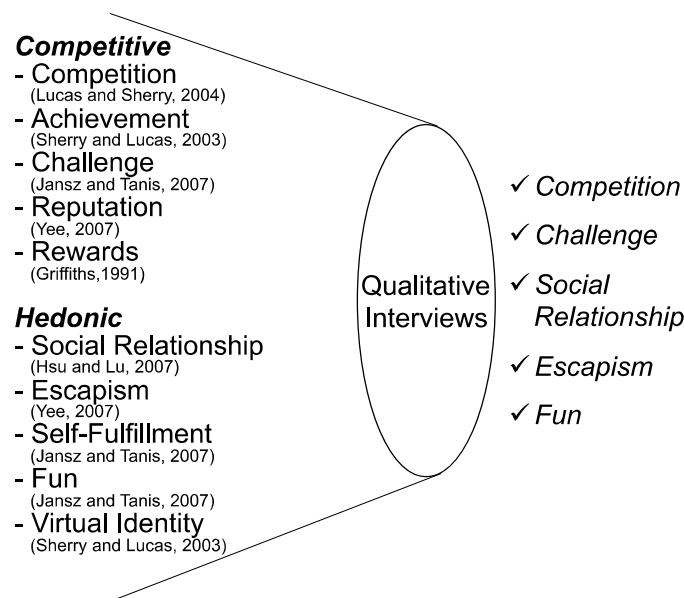 Competitive
- Competition
(Lucas and Sherry, 2004)
- Achievement
(Sherry and Lucas, 2003)
- Challenge
(Jansz and Tanis, 2007)
- Reputation
(Yee, 2007)
- Rewards
(Griffiths,1991)
Hedonic
- Social Relationship
(Hsu and Lu, 2007)
- Escapism
(Yee, 2007)
- Self-Fulfillment
(Jansz and Tanis, 2007)
- Fun
(Jansz and Tanis, 2007)
- Virtual Identity
(Sherry and Lucas, 2003)
Qualitative
Interviews
✓ Competition
✓ Challenge
✓ Social
Relationship
✓ Escapism
✓ Fun